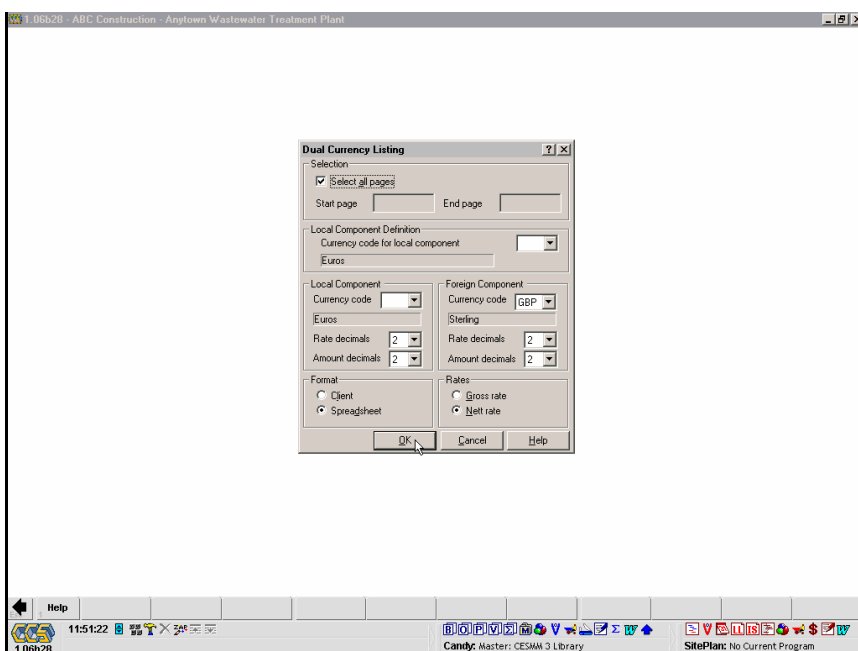 1.06b28 - ABC Construction - Anytown Wastewater Treatment Plant
Dual Currency Listing
Selection
Select all pages
Start page End page
Local Component Definition
Currency code for local component
Euros
Local Component Foreign Component
Currency code Currency code GBP
Euros Sterling
Rate decimals 2 Rate decimals 2
Amount decimals 2 Amount decimals 2
Format Rates
Client Gross rate
Spreadsheet Nett rate
OK Cancel Help
Help
CCS 11:51:22
1.06b28 Candy: Master: CESMM 3 Library SitePlan: No Current Program